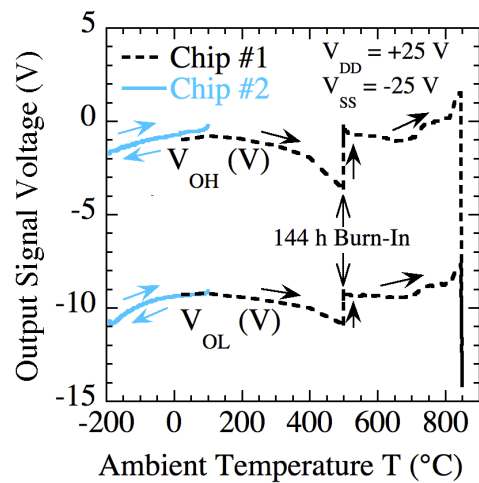 5
0
-5
-10
-15
Output Signal Voltage (V)
Chip #1
Chip #2
V_DD = +25 V
V_SS = -25 V
V_OH (V)
144 h Burn-In
V_OL (V)
-200 0 200 400 600 800
Ambient Temperature T (°C)